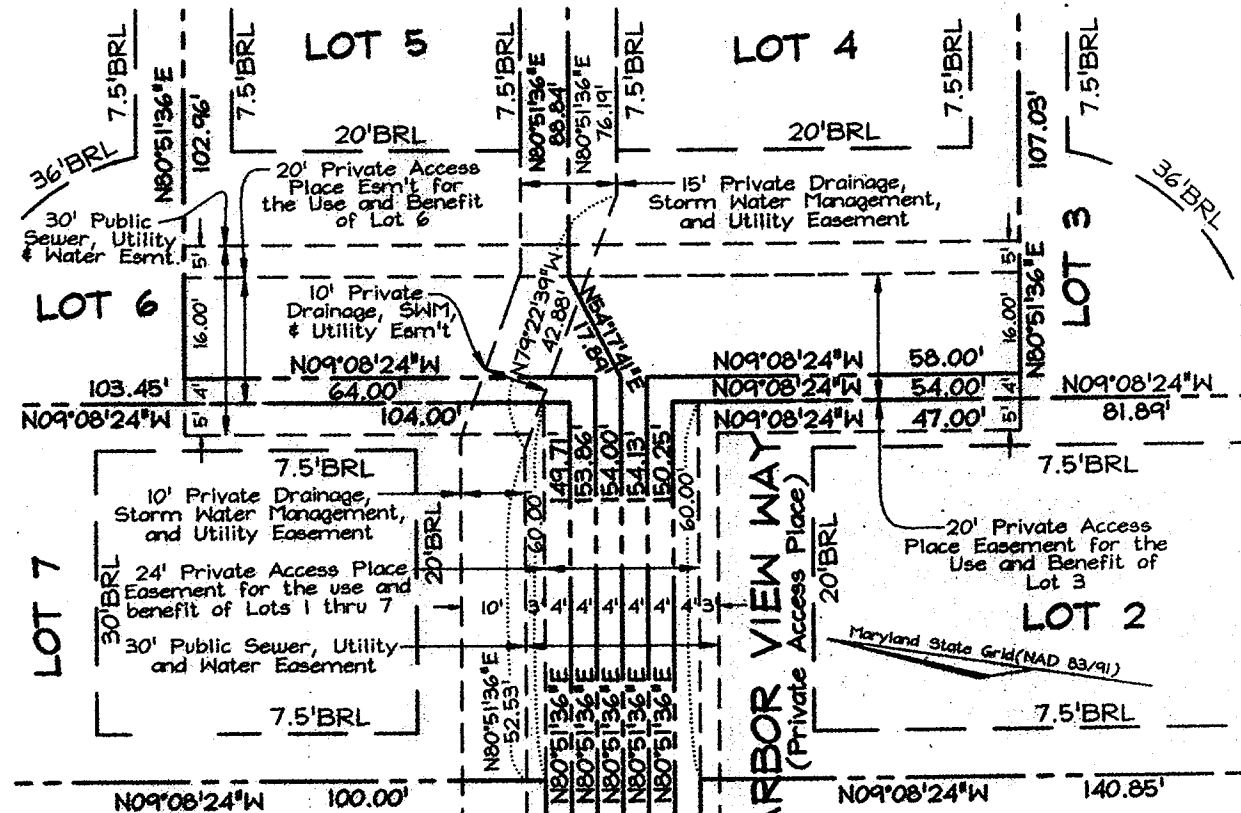 LOT 5
LOT 4
7.5'BRL
N80°51'36"E
102.96'
7.5'BRL
7.5'BRL
N80°51'36"E
88.84'
N80°51'36"E
76.19'
7.5'BRL
7.5'BRL
107.03'
7.5'BRL
20'BRL
20'BRL
36'BRL
36'BRL
20' Private Access
Place Esm't for
the Use and Benefit
of Lot 6
15' Private Drainage,
Storm Water Management,
and Utility Easement
30' Public
Sewer, Utility
& Water Esmt.
5'
5'
LOT 3
N80°51'36"E
LOT 6
16.00'
10' Private
Drainage, SWM,
& Utility Esm't
N79°22'39"W
42.88'
N54°17'41"E
17.89'
16.00'
N09°08'24"W
58.00'
103.45'
4'
64.00'
N09°08'24"W
54.00'
4'
N09°08'24"W
N09°08'24"W
5'
104.00'
N09°08'24"W
47.00'
5'
81.89'
7.5'BRL
7.5'BRL
149.71'
153.86'
154.00'
154.13'
150.25'
60.00'
60.00'
10' Private Drainage,
Storm Water Management,
and Utility Easement
20'BRL
24' Private Access Place
Easement for the use and
benefit of Lots 1 thru 7
30'BRL
LOT 7
10'
3'
4'
4'
4'
4'
4'
4'
3'
30' Public Sewer, Utility
and Water Easement
ARBOR VIEW WAY
(Private Access Place)
20'BRL
20' Private Access
Place Easement for the
Use and Benefit of
Lot 3
LOT 2
Maryland State Grid(NAD 83/91)
7.5'BRL
7.5'BRL
N80°51'36"E
52.53'
N80°51'36"E
N80°51'36"E
N80°51'36"E
N80°51'36"E
N80°51'36"E
N09°08'24"W
100.00'
N09°08'24"W
140.85'